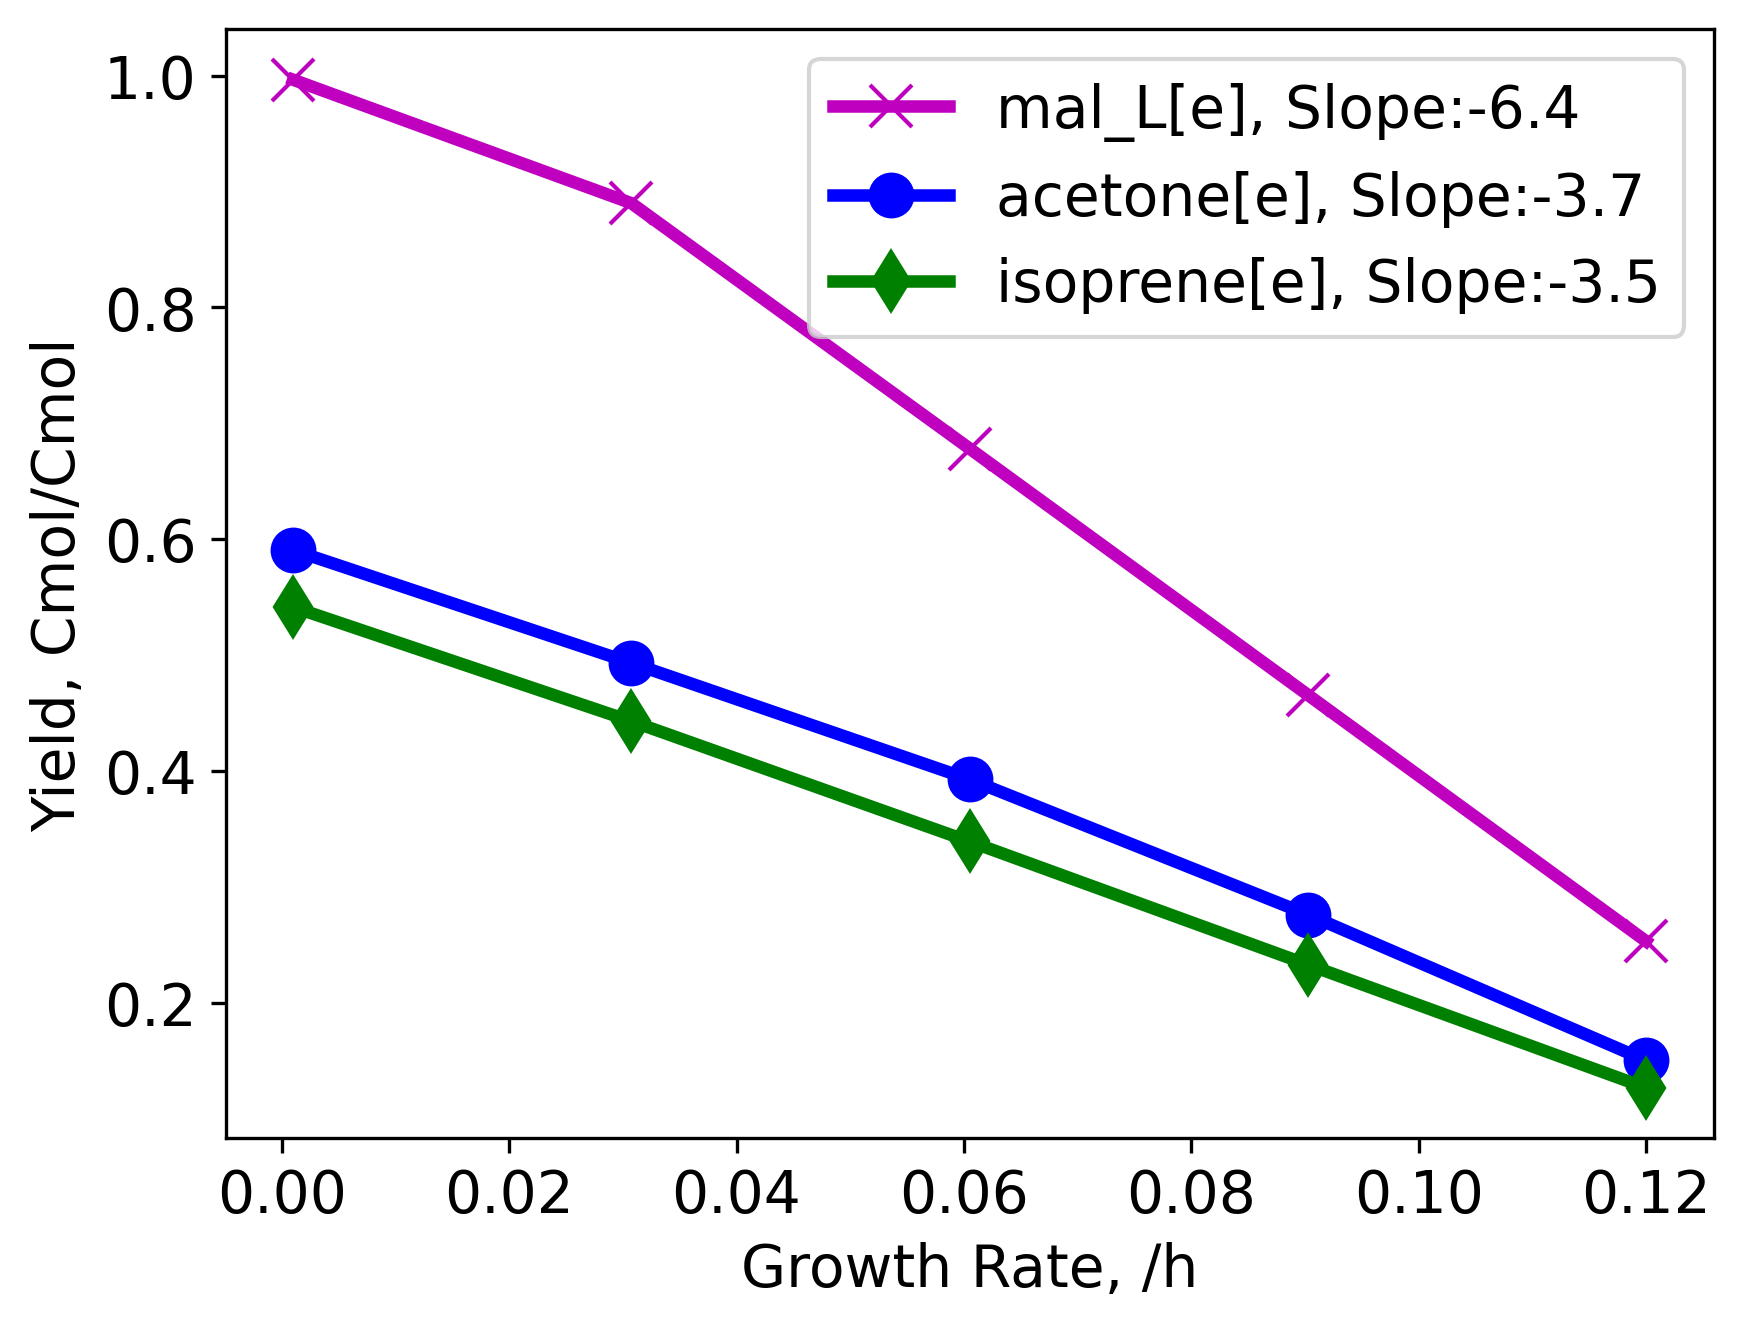 mal_L[e], Slope:-6.4
acetone[e], Slope:-3.7
isoprene[e], Slope:-3.5
Yield, Cmol/Cmol
1.0
0.8
0.6
0.4
0.2
0.00 0.02 0.04 0.06 0.08 0.10 0.12
Growth Rate, /h